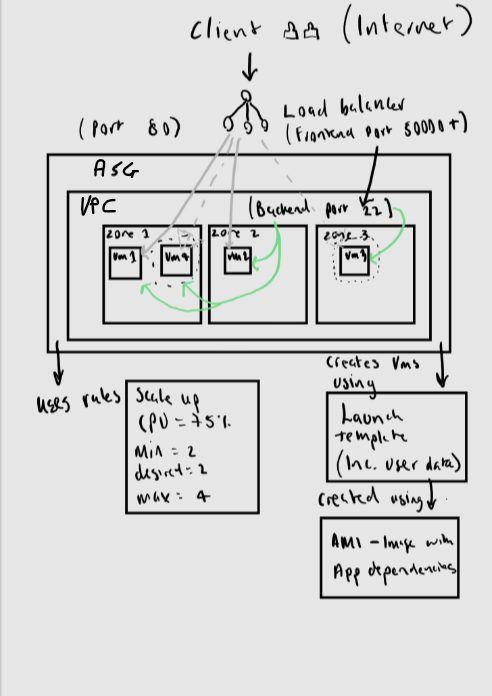 Client (Internet)
(Port 80)
Load balancer
(Frontend port 50000+)
ASG
VPC
(Backend port 22)
zone 1
zone 2
zone 3
Vm1
Vm4
Vm2
Vm3
uses rules
Scale up
CPU = 75%
Min = 2
desired = 2
max = 4
Creates Vms
using
Launch
template
(Inc. user data)
created using
AMI - Image with
App dependencies